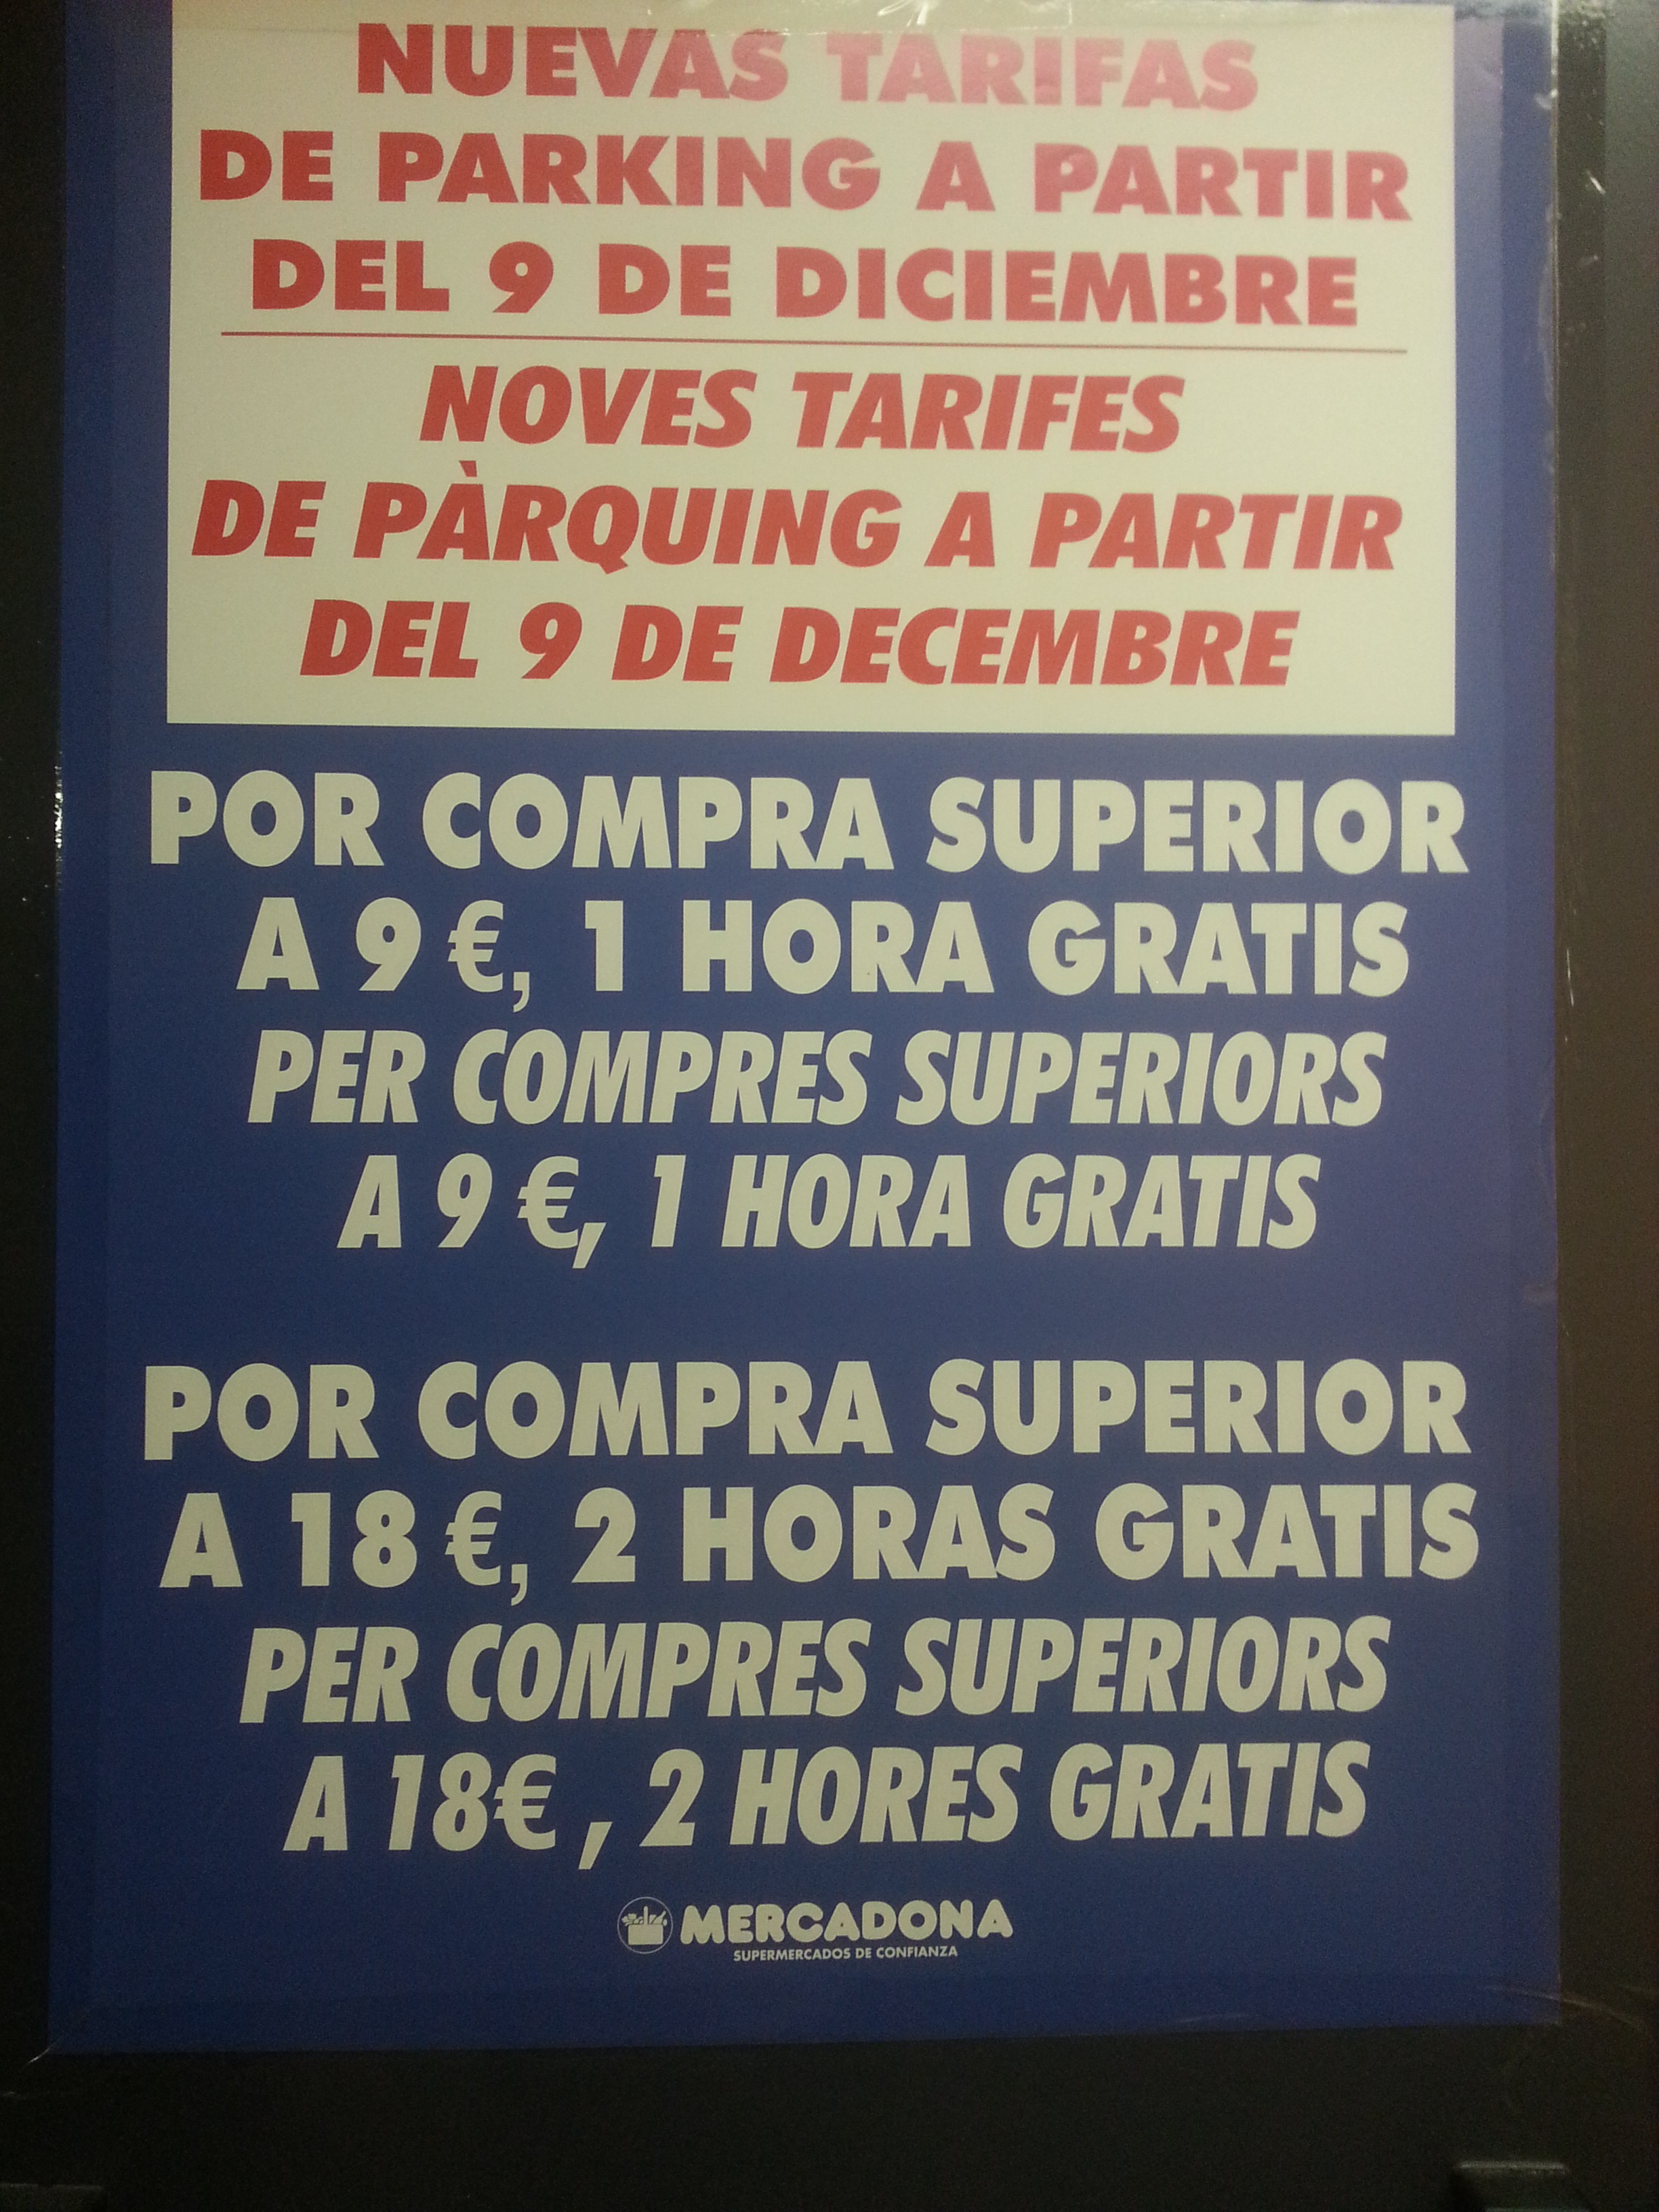 NUEVAS TARIFAS
DE PARKING A PARTIR
DEL 9 DE DICIEMBRE
NOVES TARIFES
DE PÀRQUING A PARTIR
DEL 9 DE DECEMBRE
POR COMPRA SUPERIOR
A 9 €, 1 HORA GRATIS
PER COMPRES SUPERIORS
A 9 €, 1 HORA GRATIS
POR COMPRA SUPERIOR
A 18 €, 2 HORAS GRATIS
PER COMPRES SUPERIORS
A 18€ , 2 HORES GRATIS
MERCADONA
SUPERMERCADOS DE CONFIANZA